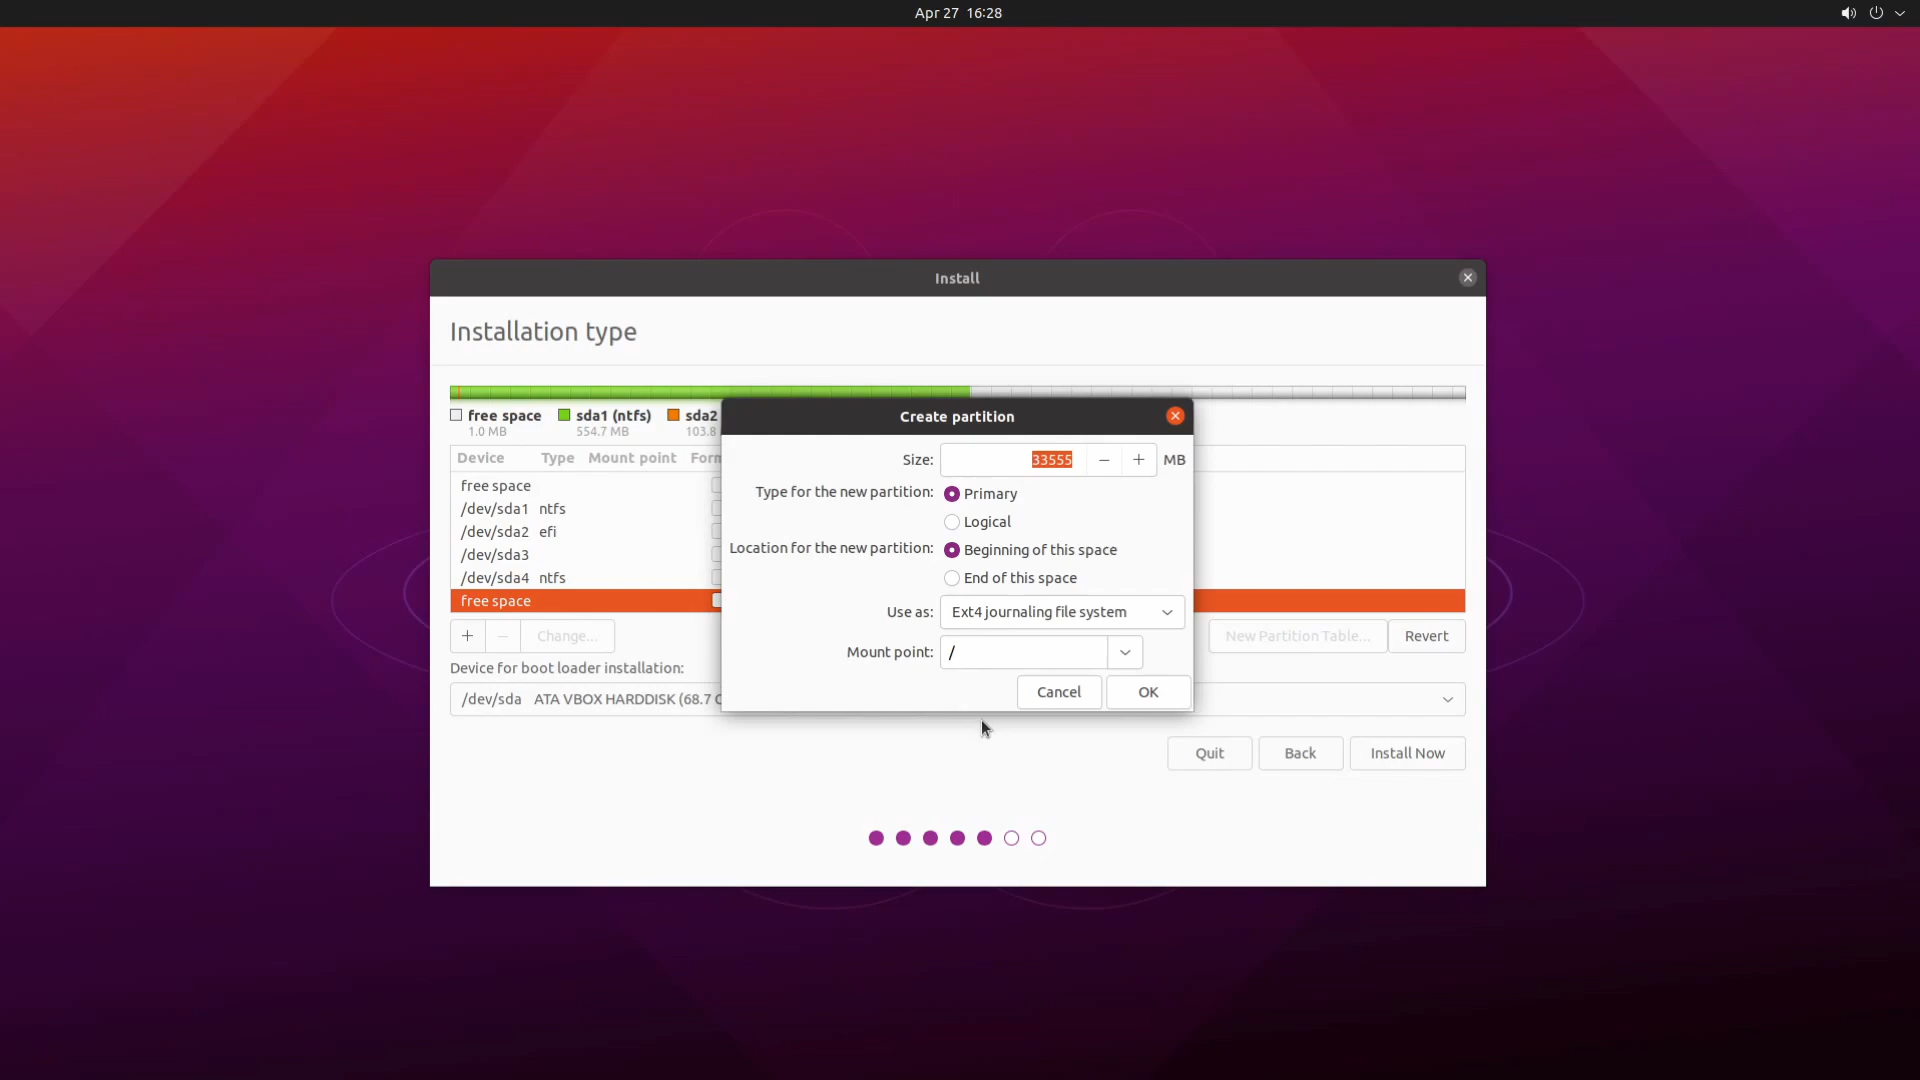 Apr 27 16:28
Install
Installation type
free space sda1 (ntfs) sda2
1.0 MB 554.7 MB 103.8
Create partition
Size: 33555 − + MB
Device Type Mount point Form
free space
Type for the new partition: Primary
/dev/sda1 ntfs
Logical
/dev/sda2 efi
Location for the new partition: Beginning of this space
/dev/sda3
/dev/sda4 ntfs
End of this space
free space
Use as: Ext4 journaling file system
+ − Change... New Partition Table... Revert
Mount point: /
Device for boot loader installation:
Cancel OK
/dev/sda ATA VBOX HARDDISK (68.7
Quit Back Install Now